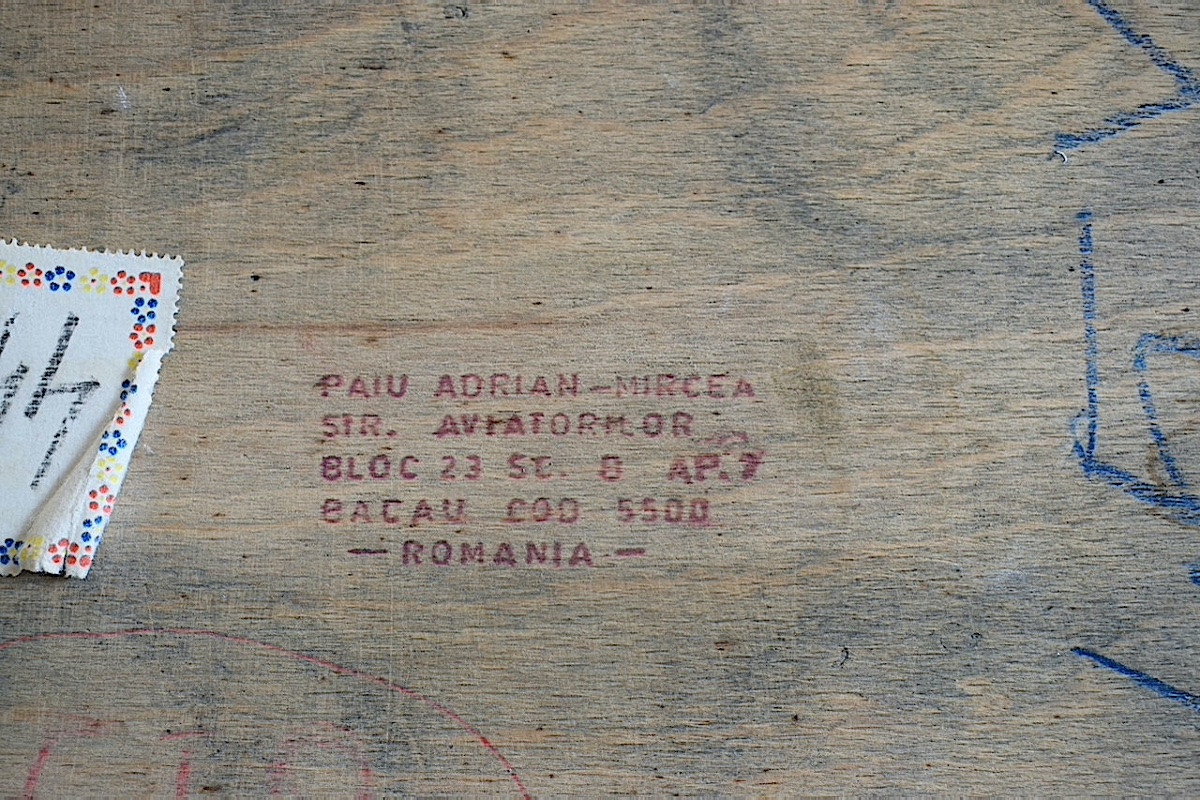 PAIU ADRIAN-MIRCEA
STR. AVIATORILOR
BLOC 23 SC. B AP.7
BACAU COD 5500
— ROMANIA —